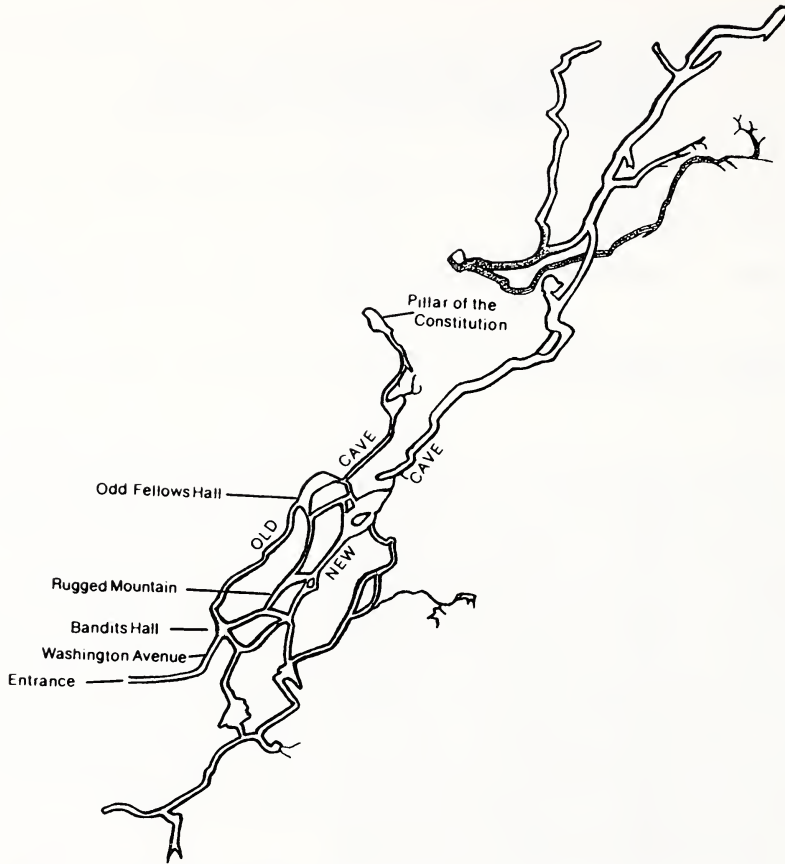 Pillar of the
Constitution
CAVE
CAVE
Odd Fellows Hall
OLD
NEW
Rugged Mountain
Bandits Hall
Washington Avenue
Entrance